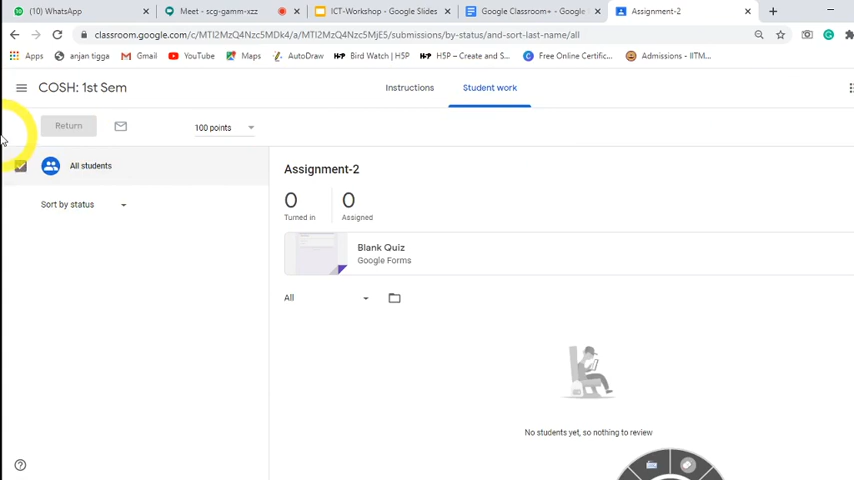 (10) WhatsApp
Meet - scg-gamm-xzz
ICT-Workshop - Google Slides
Google Classroom+ - Google
Assignment-2
classroom.google.com/c/MTI2MzQ4Nzc5MDk4/a/MTI2MzQ4Nzc5MjE5/submissions/by-status/and-sort-last-name/all
Apps
anjan tigga
Gmail
YouTube
Maps
AutoDraw
Bird Watch | H5P
H5P – Create and S...
Free Online Certific...
Admissions - IITM...
COSH: 1st Sem
Instructions
Student work
Return
100 points
All students
Sort by status
Assignment-2
0
0
Turned in
Assigned
Blank Quiz
Google Forms
All
No students yet, so nothing to review